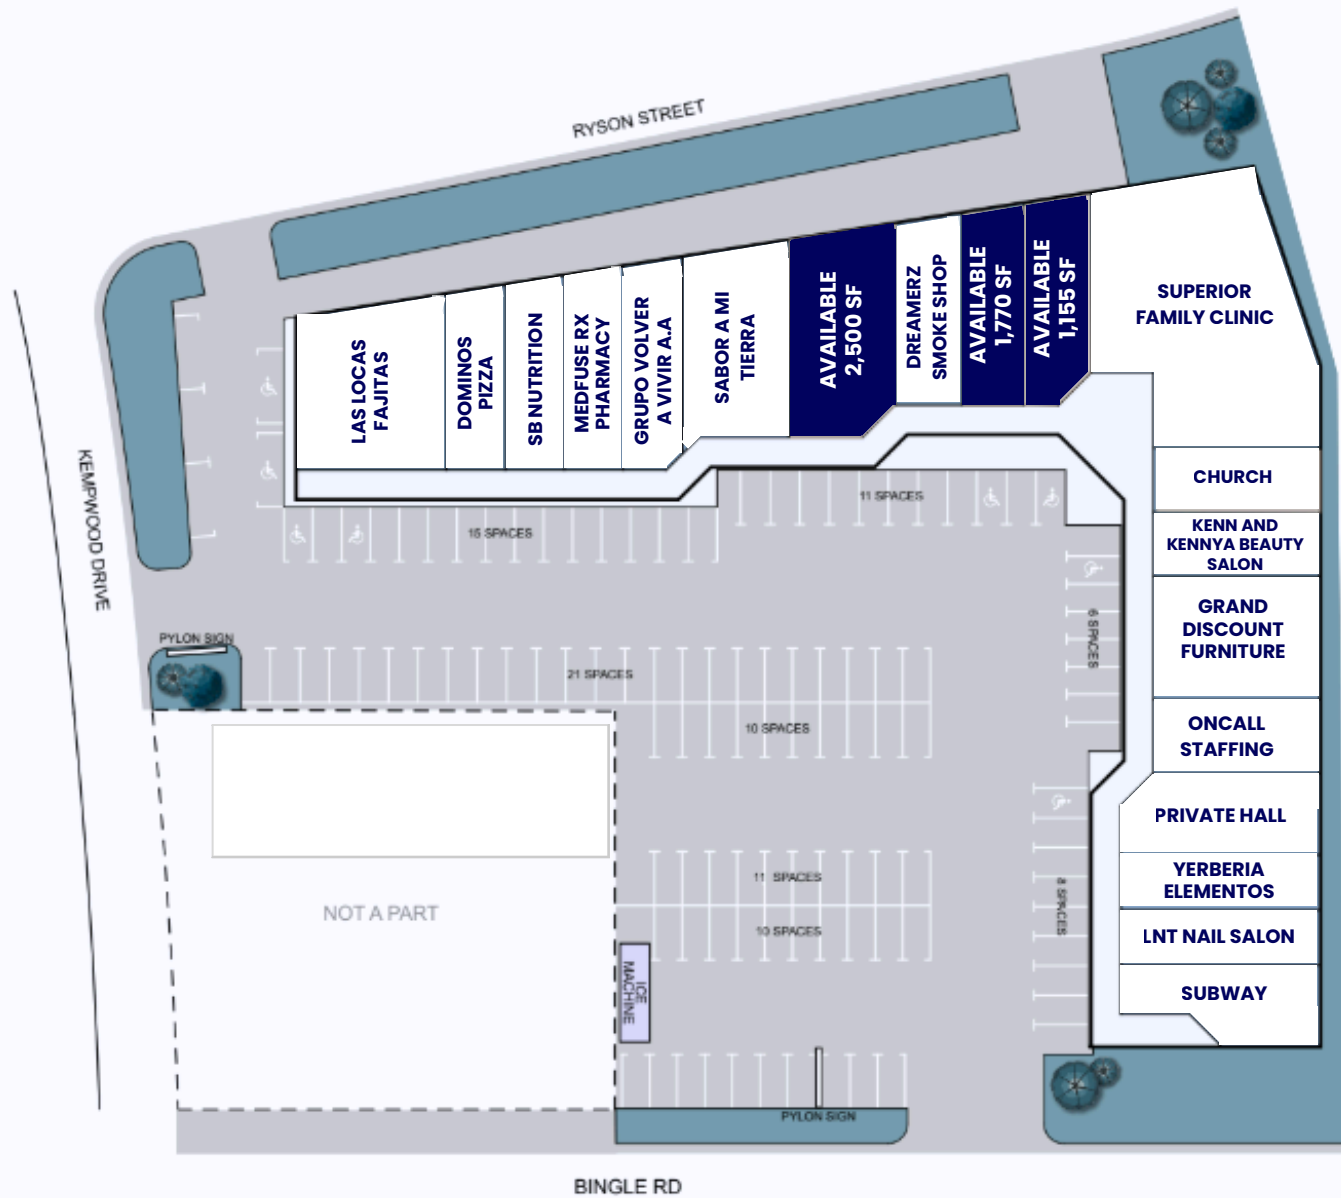 RYSON STREET
KEMPWOOD DRIVE
LAS LOCAS
FAJITAS
DOMINOS
PIZZA
SB NUTRITION
MEDFUSE RX
PHARMACY
GRUPO VOLVER
A VIVIR A.A
SABOR A MI
TIERRA
AVAILABLE
2,500 SF
DREAMERZ
SMOKE SHOP
AVAILABLE
1,770 SF
AVAILABLE
1,155 SF
SUPERIOR
FAMILY CLINIC
CHURCH
KENN AND
KENNYA BEAUTY
SALON
GRAND
DISCOUNT
FURNITURE
ONCALL
STAFFING
PRIVATE HALL
YERBERIA
ELEMENTOS
LNT NAIL SALON
SUBWAY
11 SPACES
15 SPACES
6 SPACES
PYLON SIGN
21 SPACES
10 SPACES
11 SPACES
8 SPACES
10 SPACES
NOT A PART
ICE
MACHINE
PYLON SIGN
BINGLE RD